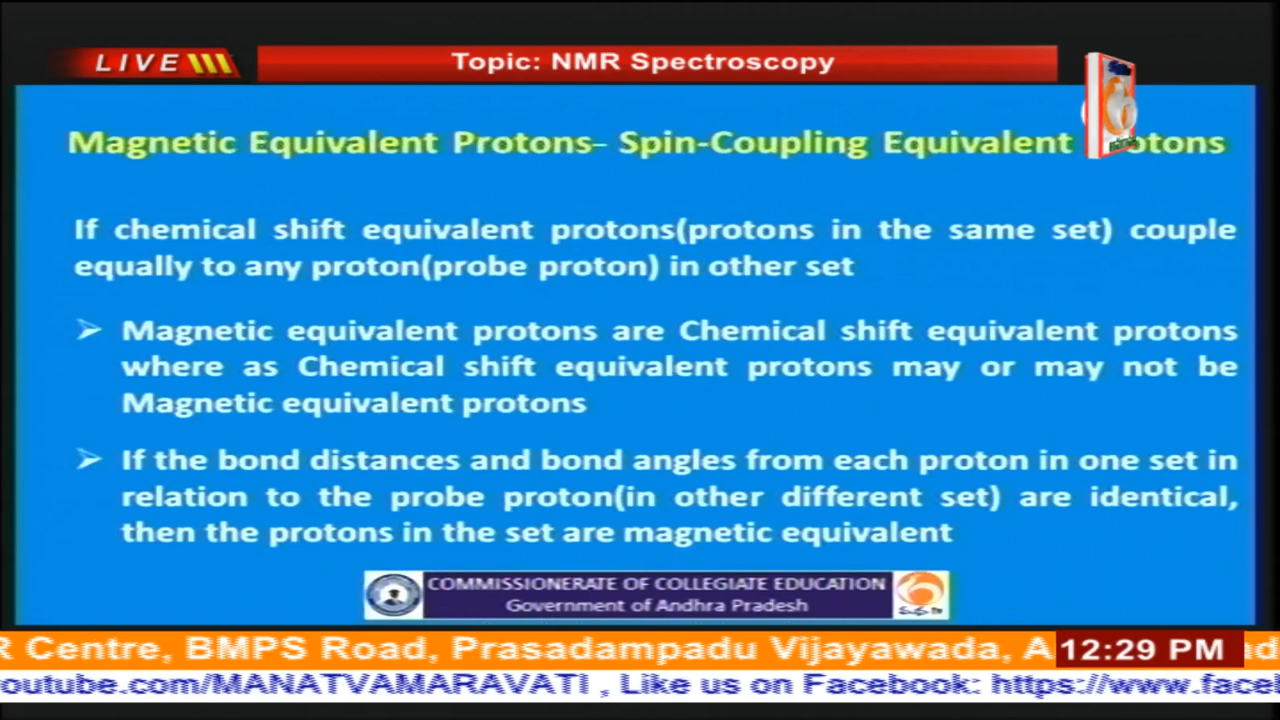 LIVE
Topic: NMR Spectroscopy
Magnetic Equivalent Protons– Spin-Coupling Equivalent
If chemical shift equivalent protons(protons in the same set) couple
equally to any proton(probe proton) in other set
➢ Magnetic equivalent protons are Chemical shift equivalent protons
where as Chemical shift equivalent protons may or may not be
Magnetic equivalent protons
➢ If the bond distances and bond angles from each proton in one set in
relation to the probe proton(in other different set) are identical,
then the protons in the set are magnetic equivalent
COMMISSIONERATE OF COLLEGIATE EDUCATION
Government of Andhra Pradesh
R Centre, BMPS Road, Prasadampadu Vijayawada, A
12:29 PM
outube.com/MANATVAMARAVATI , Like us on Facebook: https://www.face